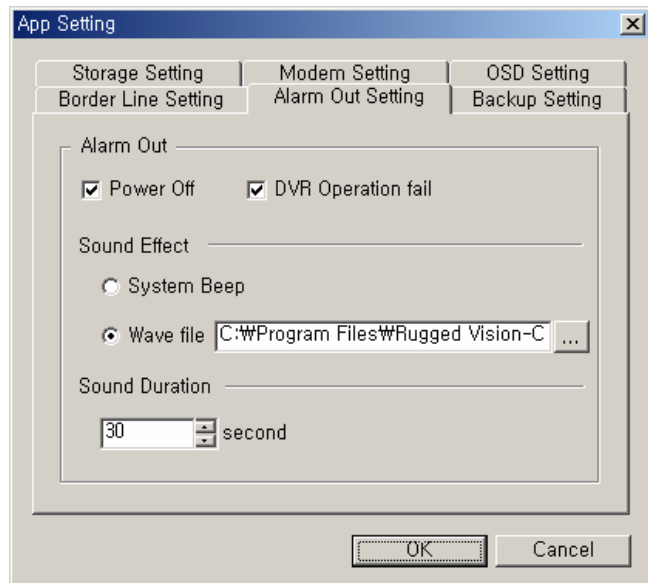 App Setting
Storage Setting Modem Setting OSD Setting
Border Line Setting Alarm Out Setting Backup Setting
Alarm Out
Power Off DVR Operation fail
Sound Effect
System Beep
Wave file C:₩Program Files₩Rugged Vision-C ...
Sound Duration
30 second
OK Cancel